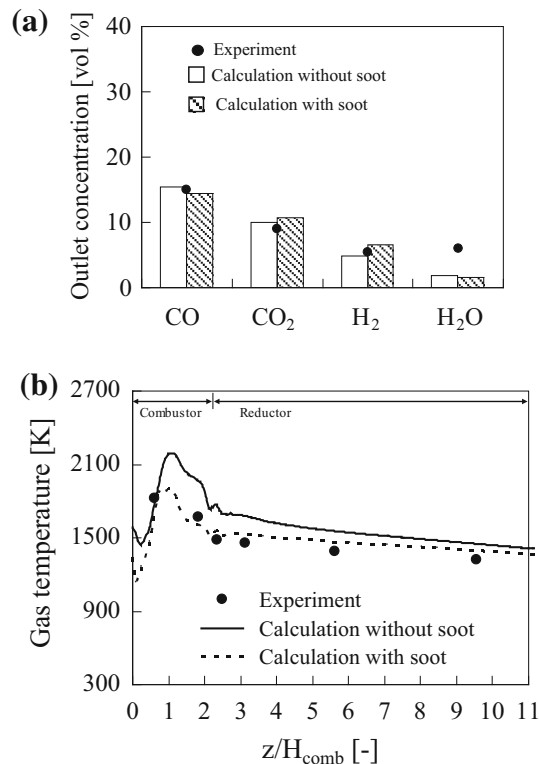 (a)
40
30
20
10
0
Outlet concentration [vol %]
Experiment
Calculation without soot
Calculation with soot
CO CO₂ H₂ H₂O
(b)
2700
2100
1500
900
300
Gas temperature [K]
Combustor Reductor
Experiment
Calculation without soot
Calculation with soot
0 1 2 3 4 5 6 7 8 9 10 11
z/H_comb [-]